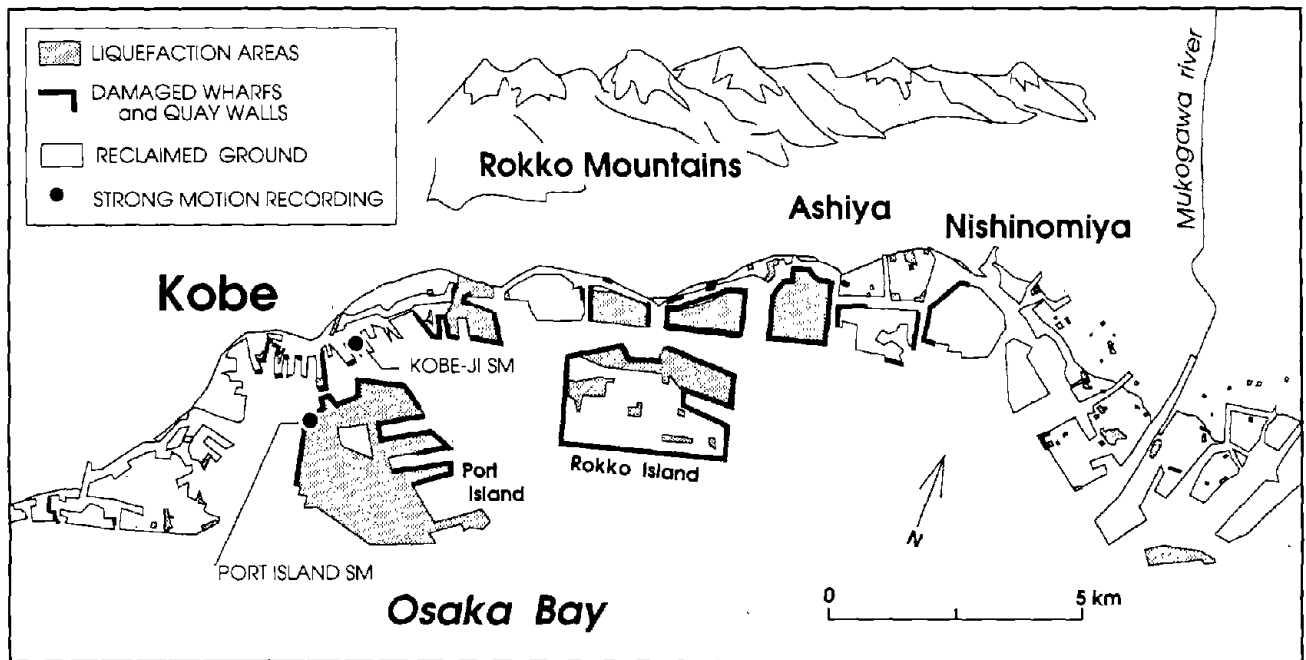 LIQUEFACTION AREAS
DAMAGED WHARFS
and QUAY WALLS
RECLAIMED GROUND
STRONG MOTION RECORDING
Rokko Mountains
Mukogawa river
Ashiya
Nishinomiya
Kobe
KOBE-JI SM
Port
Island
Rokko Island
N
PORT ISLAND SM
Osaka Bay
0
5 km